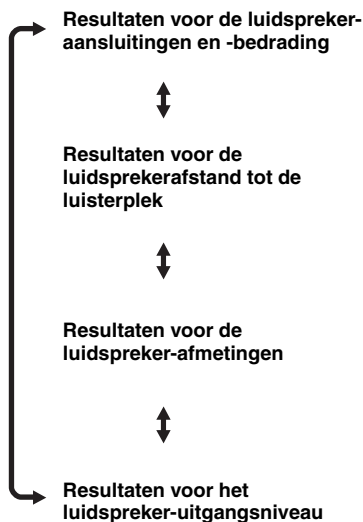 Resultaten voor de luidspreker-
aansluitingen en -bedrading
Resultaten voor de
luidsprekerafstand tot de
luisterplek
Resultaten voor de
luidspreker-afmetingen
Resultaten voor het
luidspreker-uitgangsniveau